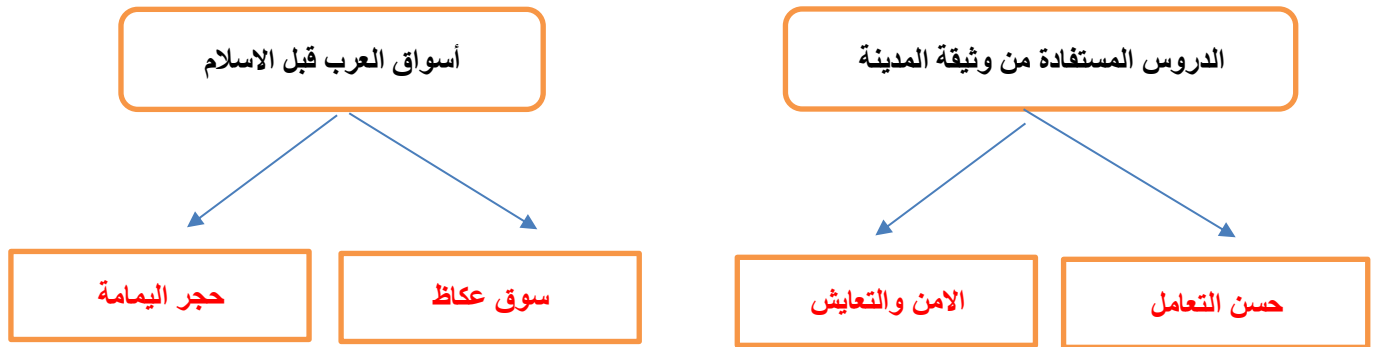 الدروس المستفادة من وثيقة المدينة
أسواق العرب قبل الاسلام
حسن التعامل
الامن والتعايش
سوق عكاظ
حجر اليمامة